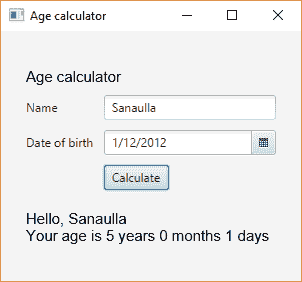 Age calculator
Age calculator
Name Sanaulla
Date of birth 1/12/2012
Calculate
Hello, Sanaulla
Your age is 5 years 0 months 1 days